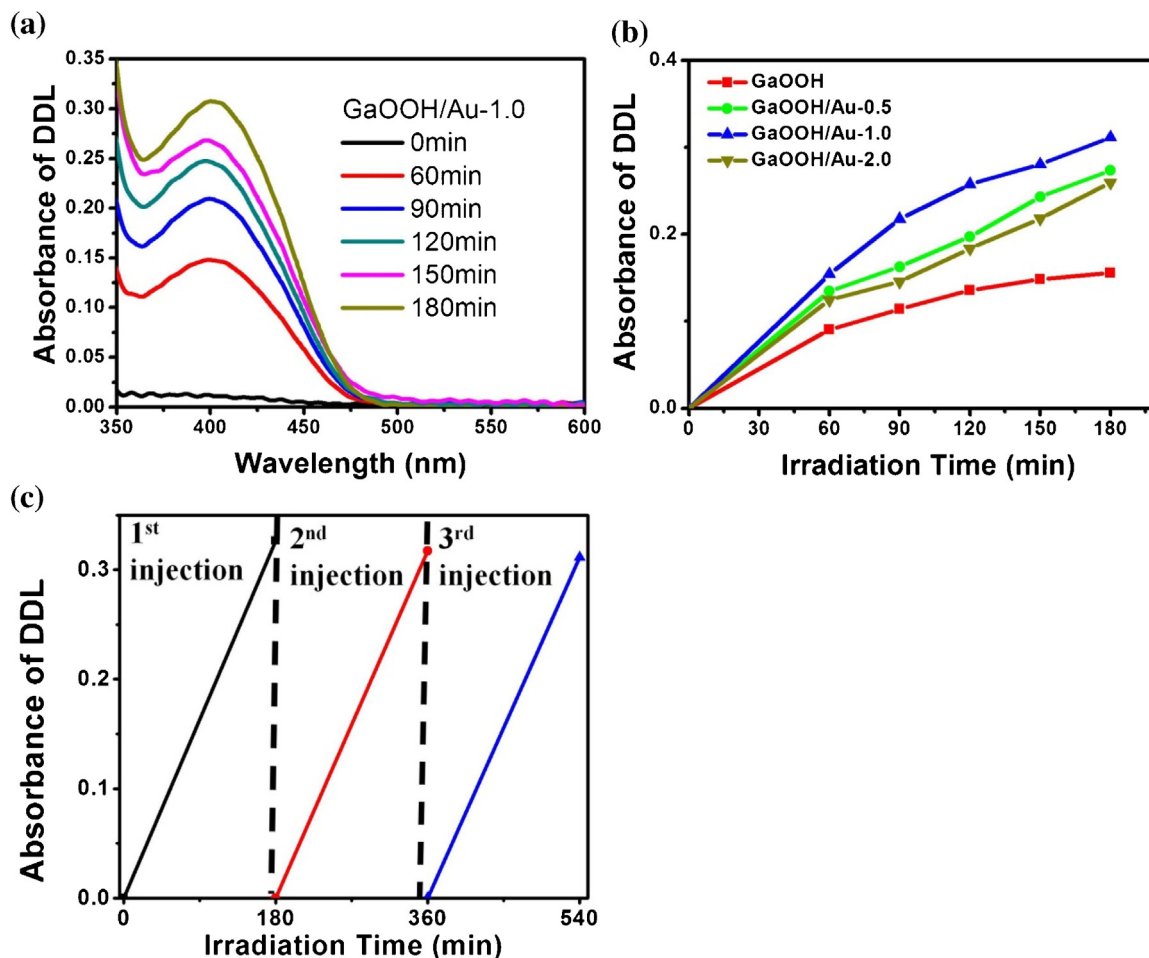 (a)
Absorbance of DDL
0.35
0.30
0.25
0.20
0.15
0.10
0.05
0.00
GaOOH/Au-1.0
0min
60min
90min
120min
150min
180min
350 400 450 500 550 600
Wavelength (nm)
(b)
Absorbance of DDL
0.4
0.2
0.0
GaOOH
GaOOH/Au-0.5
GaOOH/Au-1.0
GaOOH/Au-2.0
0 30 60 90 120 150 180
Irradiation Time (min)
(c)
Absorbance of DDL
0.3
0.2
0.1
0.0
1st injection
2nd injection
3rd injection
0 180 360 540
Irradiation Time (min)